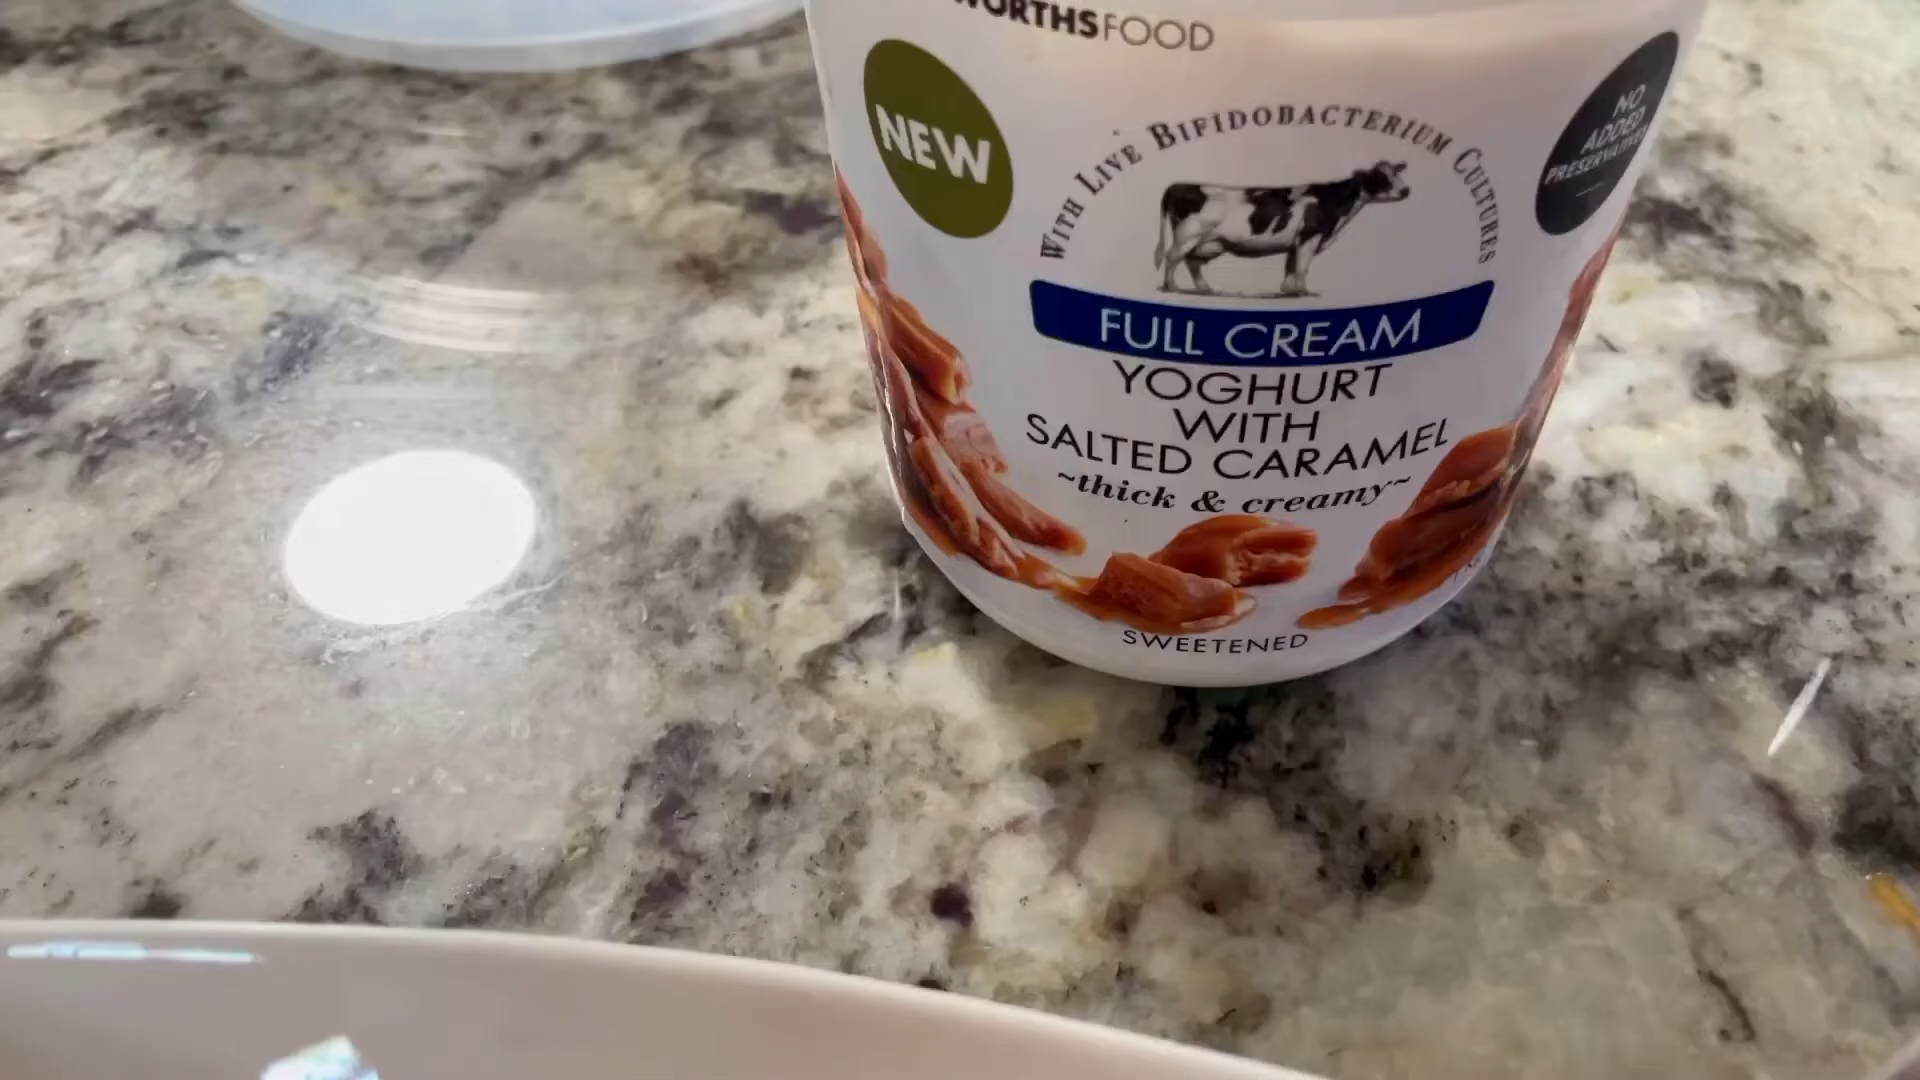 WORTHSFOOD
NEW
NO
ADDED
PRESERVATIVES
WITH LIVE BIFIDOBACTERIUM CULTURES
FULL CREAM
YOGHURT
WITH
SALTED CARAMEL
~thick & creamy~
SWEETENED